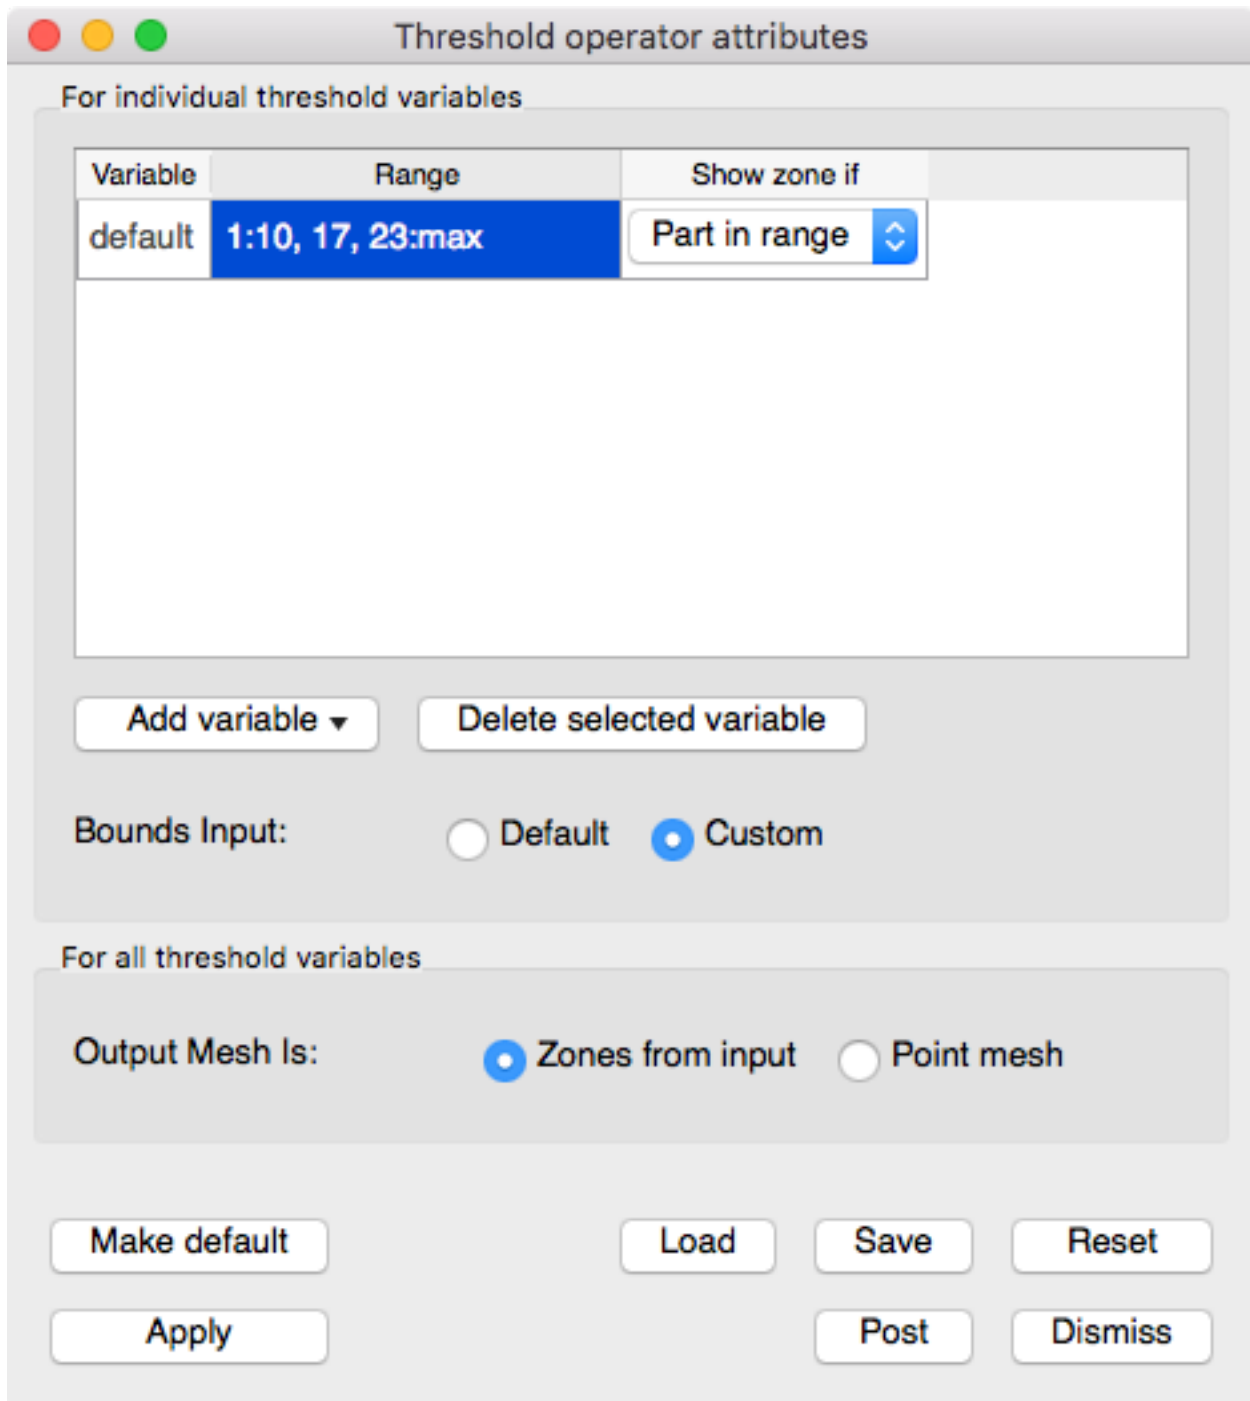 Threshold operator attributes
For individual threshold variables
Variable Range Show zone if
default 1:10, 17, 23:max Part in range
Add variable Delete selected variable
Bounds Input: Default Custom
For all threshold variables
Output Mesh Is: Zones from input Point mesh
Make default Load Save Reset
Apply Post Dismiss